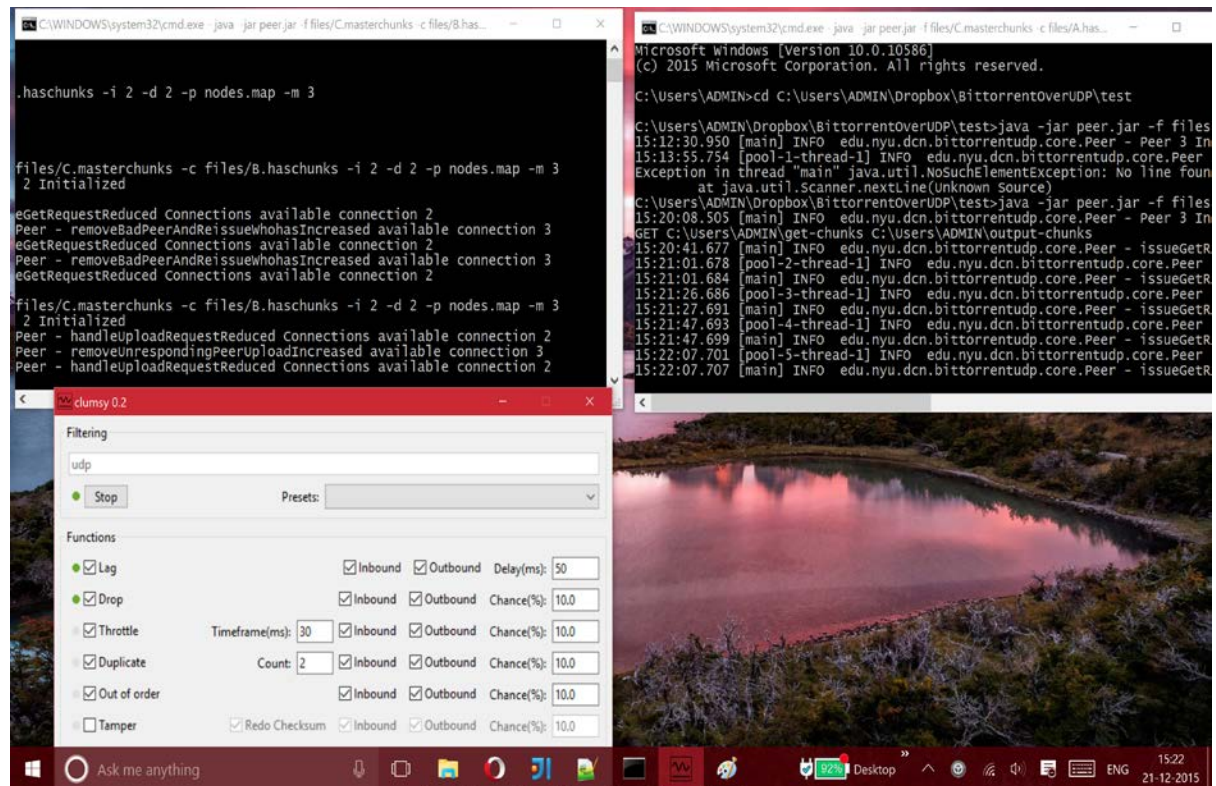 C:\WINDOWS\system32\cmd.exe - java -jar peer.jar -f files/C.masterchunks -c files/B.has...
.haschunks -i 2 -d 2 -p nodes.map -m 3
files/C.masterchunks -c files/B.haschunks -i 2 -d 2 -p nodes.map -m 3
2 Initialized
eGetRequestReduced Connections available connection 2
Peer - removeBadPeerAndReissueWhohasIncreased available connection 3
eGetRequestReduced Connections available connection 2
Peer - removeBadPeerAndReissueWhohasIncreased available connection 3
eGetRequestReduced Connections available connection 2
files/C.masterchunks -c files/B.haschunks -i 2 -d 2 -p nodes.map -m 3
2 Initialized
Peer - handleUploadRequestReduced Connections available connection 2
Peer - removeUnrespondingPeerUploadIncreased available connection 3
Peer - handleUploadRequestReduced Connections available connection 2
C:\WINDOWS\system32\cmd.exe - java -jar peer.jar -f files/C.masterchunks -c files/A.has...
Microsoft Windows [Version 10.0.10586]
(c) 2015 Microsoft Corporation. All rights reserved.
C:\Users\ADMIN>cd C:\Users\ADMIN\Dropbox\BittorrentOverUDP\test
C:\Users\ADMIN\Dropbox\BittorrentOverUDP\test>java -jar peer.jar -f files
15:12:30.950 [main] INFO edu.nyu.dcn.bittorrentudp.core.Peer - Peer 3 In
15:13:55.754 [pool-1-thread-1] INFO edu.nyu.dcn.bittorrentudp.core.Peer
Exception in thread "main" java.util.NoSuchElementException: No line foun
at java.util.Scanner.nextLine(Unknown Source)
C:\Users\ADMIN\Dropbox\BittorrentOverUDP\test>java -jar peer.jar -f files
15:20:08.505 [main] INFO edu.nyu.dcn.bittorrentudp.core.Peer - Peer 3 In
GET C:\Users\ADMIN\get-chunks C:\Users\ADMIN\output-chunks
15:20:41.677 [main] INFO edu.nyu.dcn.bittorrentudp.core.Peer - issueGetR
15:21:01.678 [pool-2-thread-1] INFO edu.nyu.dcn.bittorrentudp.core.Peer
15:21:01.684 [main] INFO edu.nyu.dcn.bittorrentudp.core.Peer - issueGetR
15:21:26.686 [pool-3-thread-1] INFO edu.nyu.dcn.bittorrentudp.core.Peer
15:21:27.691 [main] INFO edu.nyu.dcn.bittorrentudp.core.Peer - issueGetR
15:21:47.693 [pool-4-thread-1] INFO edu.nyu.dcn.bittorrentudp.core.Peer
15:21:47.699 [main] INFO edu.nyu.dcn.bittorrentudp.core.Peer - issueGetR
15:22:07.701 [pool-5-thread-1] INFO edu.nyu.dcn.bittorrentudp.core.Peer
15:22:07.707 [main] INFO edu.nyu.dcn.bittorrentudp.core.Peer - issueGetR
clumsy 0.2
Filtering
udp
Stop Presets:
Functions
Lag Inbound Outbound Delay(ms): 50
Drop Inbound Outbound Chance(%): 10.0
Throttle Timeframe(ms): 30 Inbound Outbound Chance(%): 10.0
Duplicate Count: 2 Inbound Outbound Chance(%): 10.0
Out of order Inbound Outbound Chance(%): 10.0
Tamper Redo Checksum Inbound Outbound Chance(%): 10.0
Ask me anything 92% Desktop ENG 15:22
21-12-2015